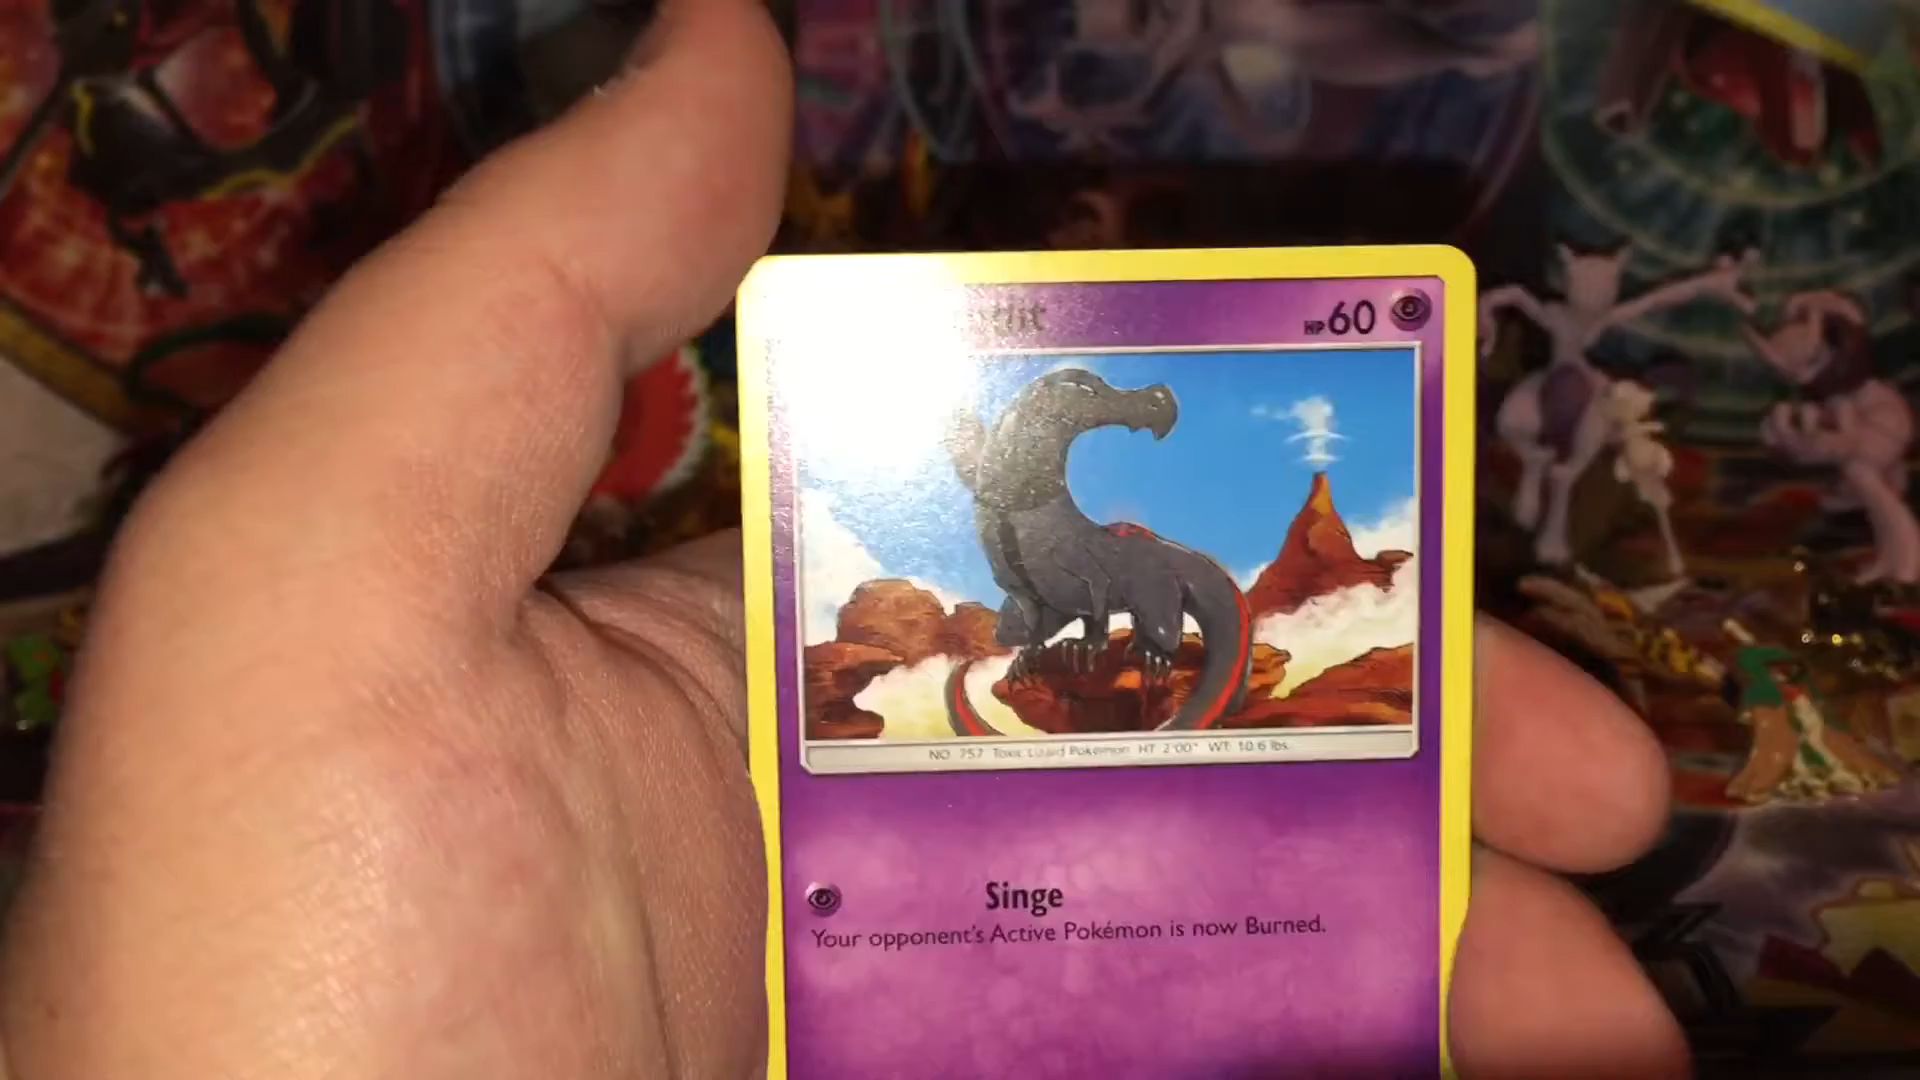 HP60
NO. 757 Toxic Lizard Pokémon HT: 2'00" WT: 10.6 lbs.
Singe
Your opponent's Active Pokémon is now Burned.